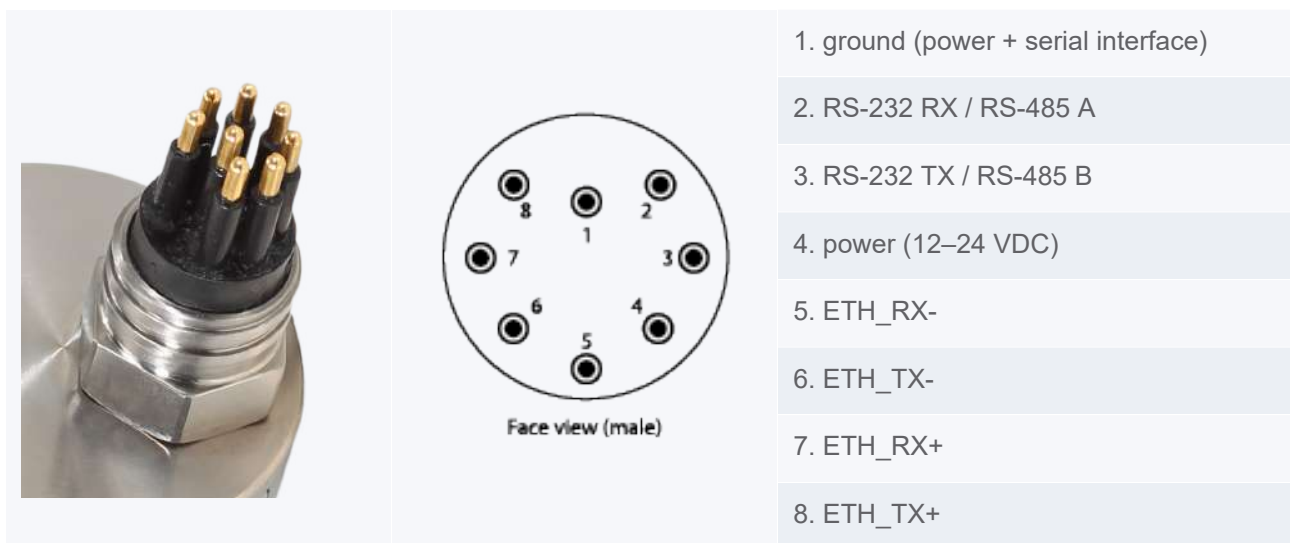 1. ground (power + serial interface)
2. RS-232 RX / RS-485 A
3. RS-232 TX / RS-485 B
4. power (12–24 VDC)
5. ETH_RX-
6. ETH_TX-
7. ETH_RX+
8. ETH_TX+
8
1
2
7
3
6
5
4
Face view (male)